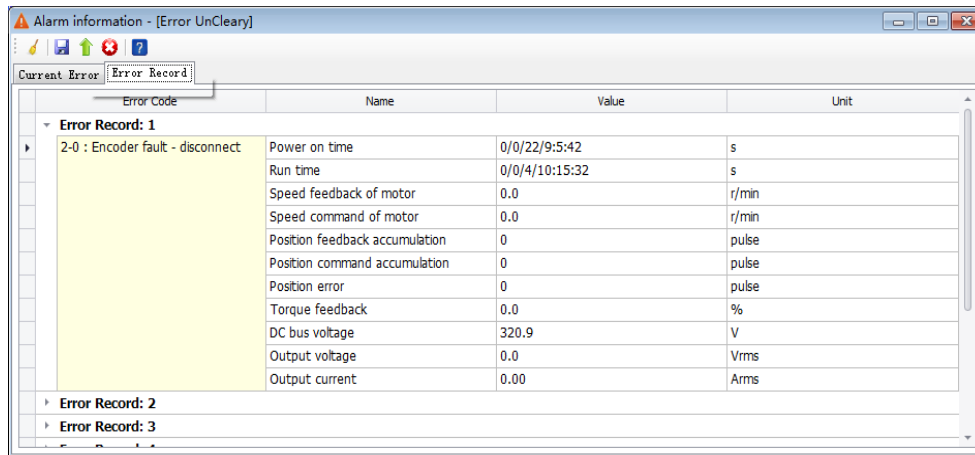 Alarm information - [Error UnCleary]
Current Error Error Record
Error Code Name Value Unit
Error Record: 1
2-0 : Encoder fault - disconnect Power on time 0/0/22/9:5:42 s
Run time 0/0/4/10:15:32 s
Speed feedback of motor 0.0 r/min
Speed command of motor 0.0 r/min
Position feedback accumulation 0 pulse
Position command accumulation 0 pulse
Position error 0 pulse
Torque feedback 0.0 %
DC bus voltage 320.9 V
Output voltage 0.0 Vrms
Output current 0.00 Arms
Error Record: 2
Error Record: 3